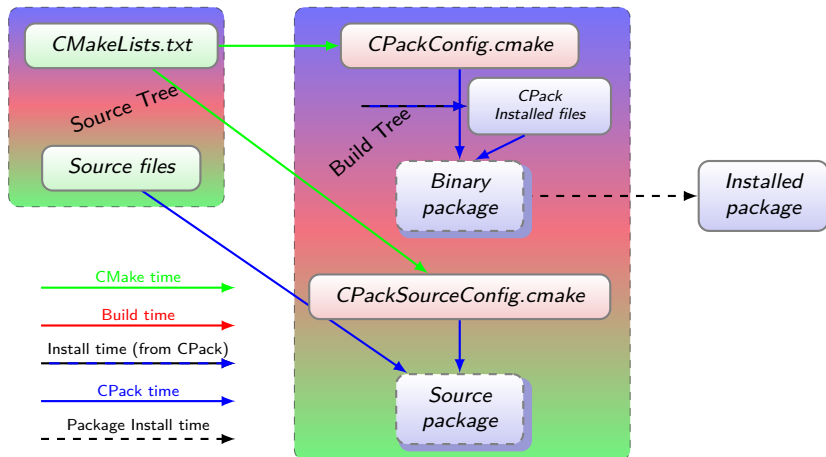 CMakeLists.txt
CPackConfig.cmake
Source Tree
CPack
Installed files
Build Tree
Source files
Binary
package
Installed
package
CPackSourceConfig.cmake
CMake time
Build time
Install time (from CPack)
CPack time
Package Install time
Source
package